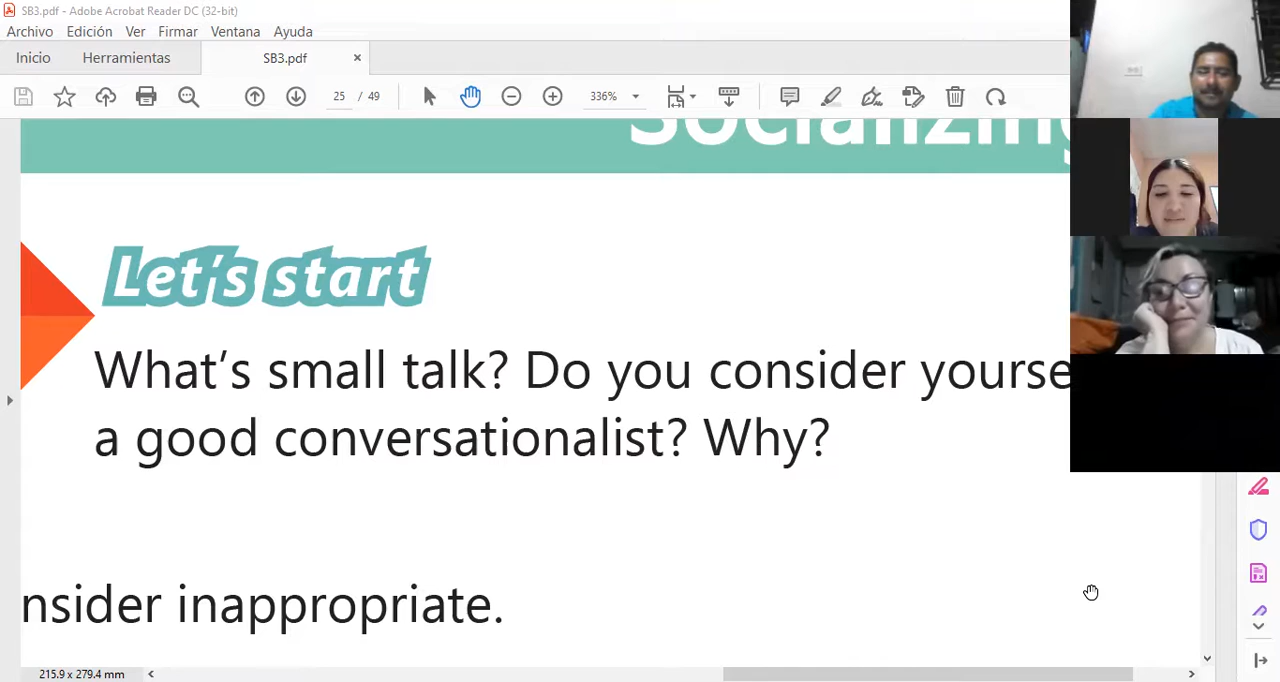 SB3.pdf - Adobe Acrobat Reader DC (32-bit)
Archivo Edición Ver Firmar Ventana Ayuda
Inicio Herramientas SB3.pdf ×
25 / 49 336%
Socializing
Let's start
What's small talk? Do you consider yourse
a good conversationalist? Why?
nsider inappropriate.
215.9 x 279.4 mm